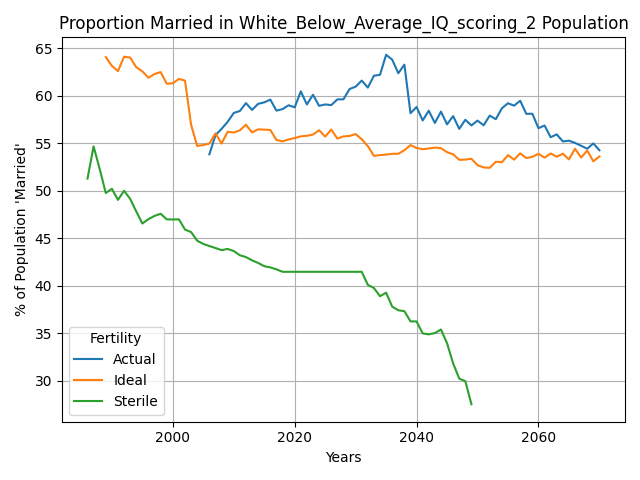 Proportion Married in White_Below_Average_IQ_scoring_2 Population
% of Population 'Married'
65
60
55
50
45
40
35
30
Fertility
Actual
Ideal
Sterile
2000
2020
2040
2060
Years